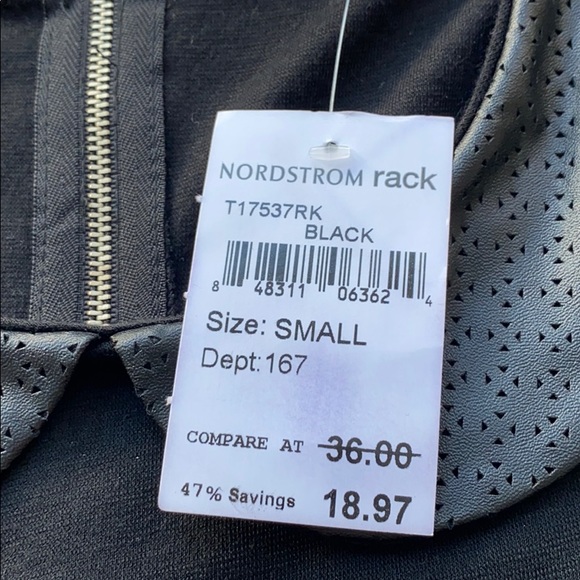 NORDSTROM rack
T17537RK
BLACK
8 48311 06362 4
Size: SMALL
Dept:167
COMPARE AT 36.00
47% Savings 18.97